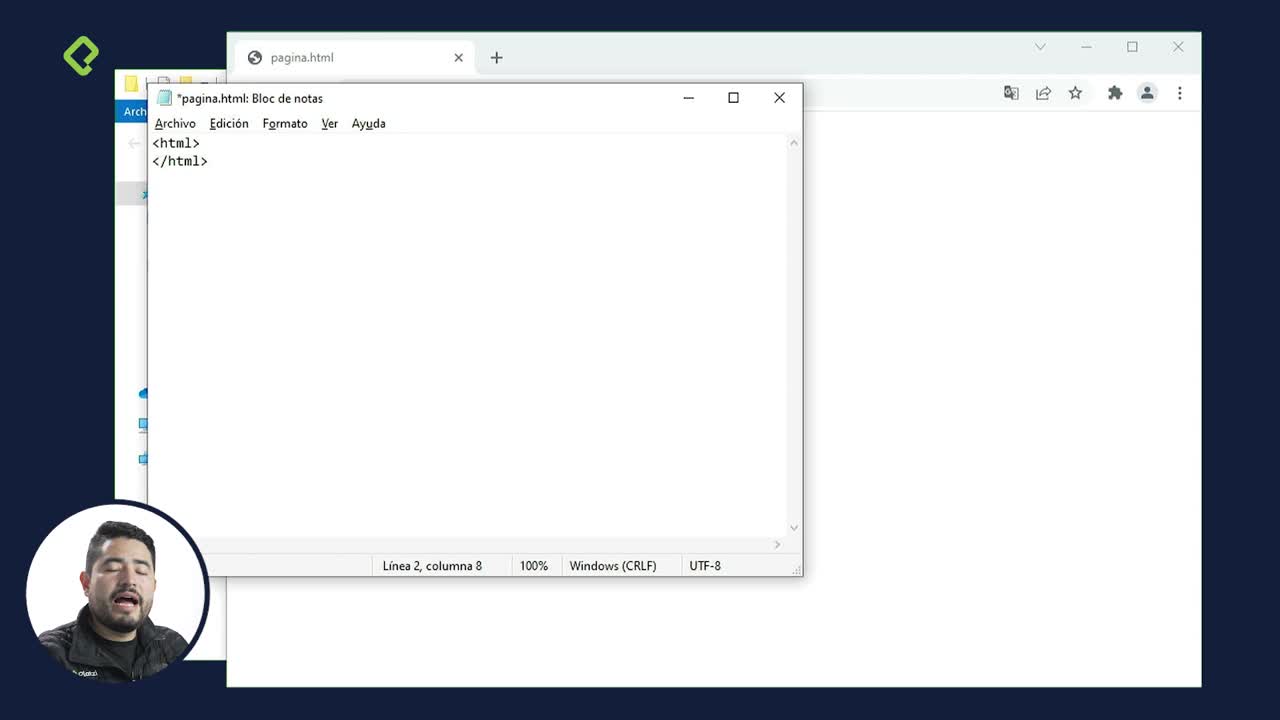 pagina.html
Arch
*pagina.html: Bloc de notas
Archivo Edición Formato Ver Ayuda
<html>
</html>
Línea 2, columna 8 100% Windows (CRLF) UTF-8